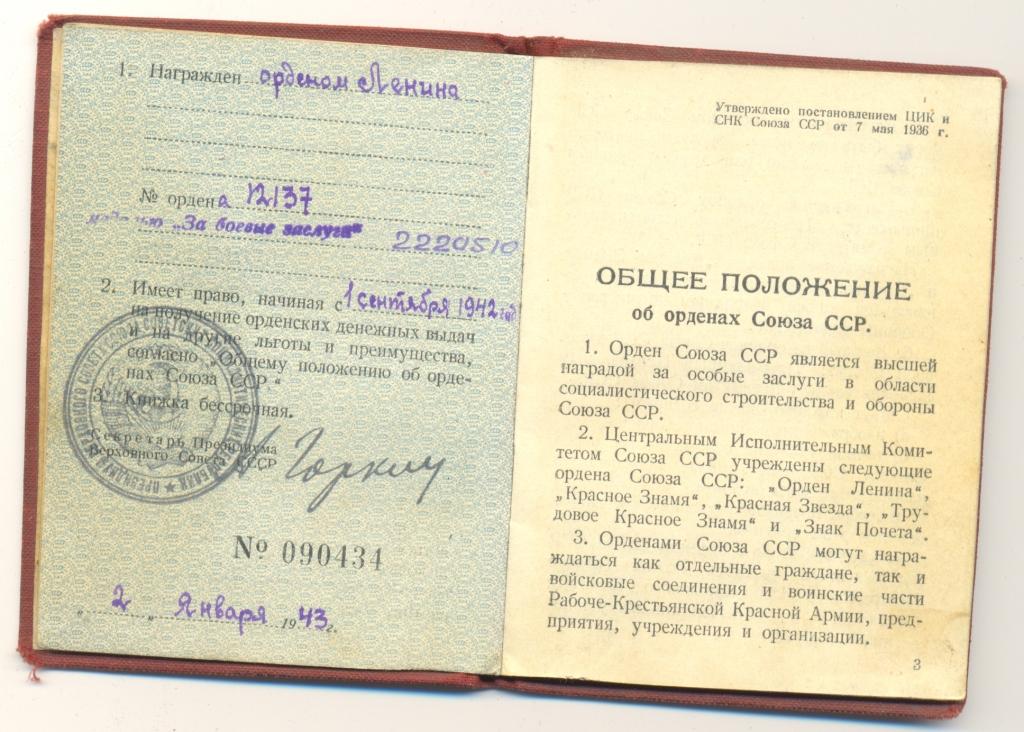 1. Награжден орденом Ленина
№ ордена 12137
медалью „За боевые заслуги“ 2220510
2. Имеет право, начиная с 1 сентября 1942 год
на получение орденских денежных выдач
и на другие льготы и преимущества,
согласно „Общему положению об орде-
нах Союза ССР“
3. Книжка бессрочная.
Секретарь Президиума
Верховного Совета СССР
Горкин
№ 090434
„ 2 „ Января 1943 г.
Утверждено постановлением ЦИК и
СНК Союза ССР от 7 мая 1936 г.
ОБЩЕЕ ПОЛОЖЕНИЕ
об орденах Союза ССР.
1. Орден Союза ССР является высшей
наградой за особые заслуги в области
социалистического строительства и обороны
Союза ССР.
2. Центральным Исполнительным Коми-
тетом Союза ССР учреждены следующие
ордена Союза ССР: „Орден Ленина“,
„Красное Знамя“, „Красная Звезда“, „Тру-
довое Красное Знамя“ и „Знак Почета“.
3. Орденами Союза ССР могут награ-
ждаться как отдельные граждане, так и
войсковые соединения и воинские части
Рабоче-Крестьянской Красной Армии, пред-
приятия, учреждения и организации.
3